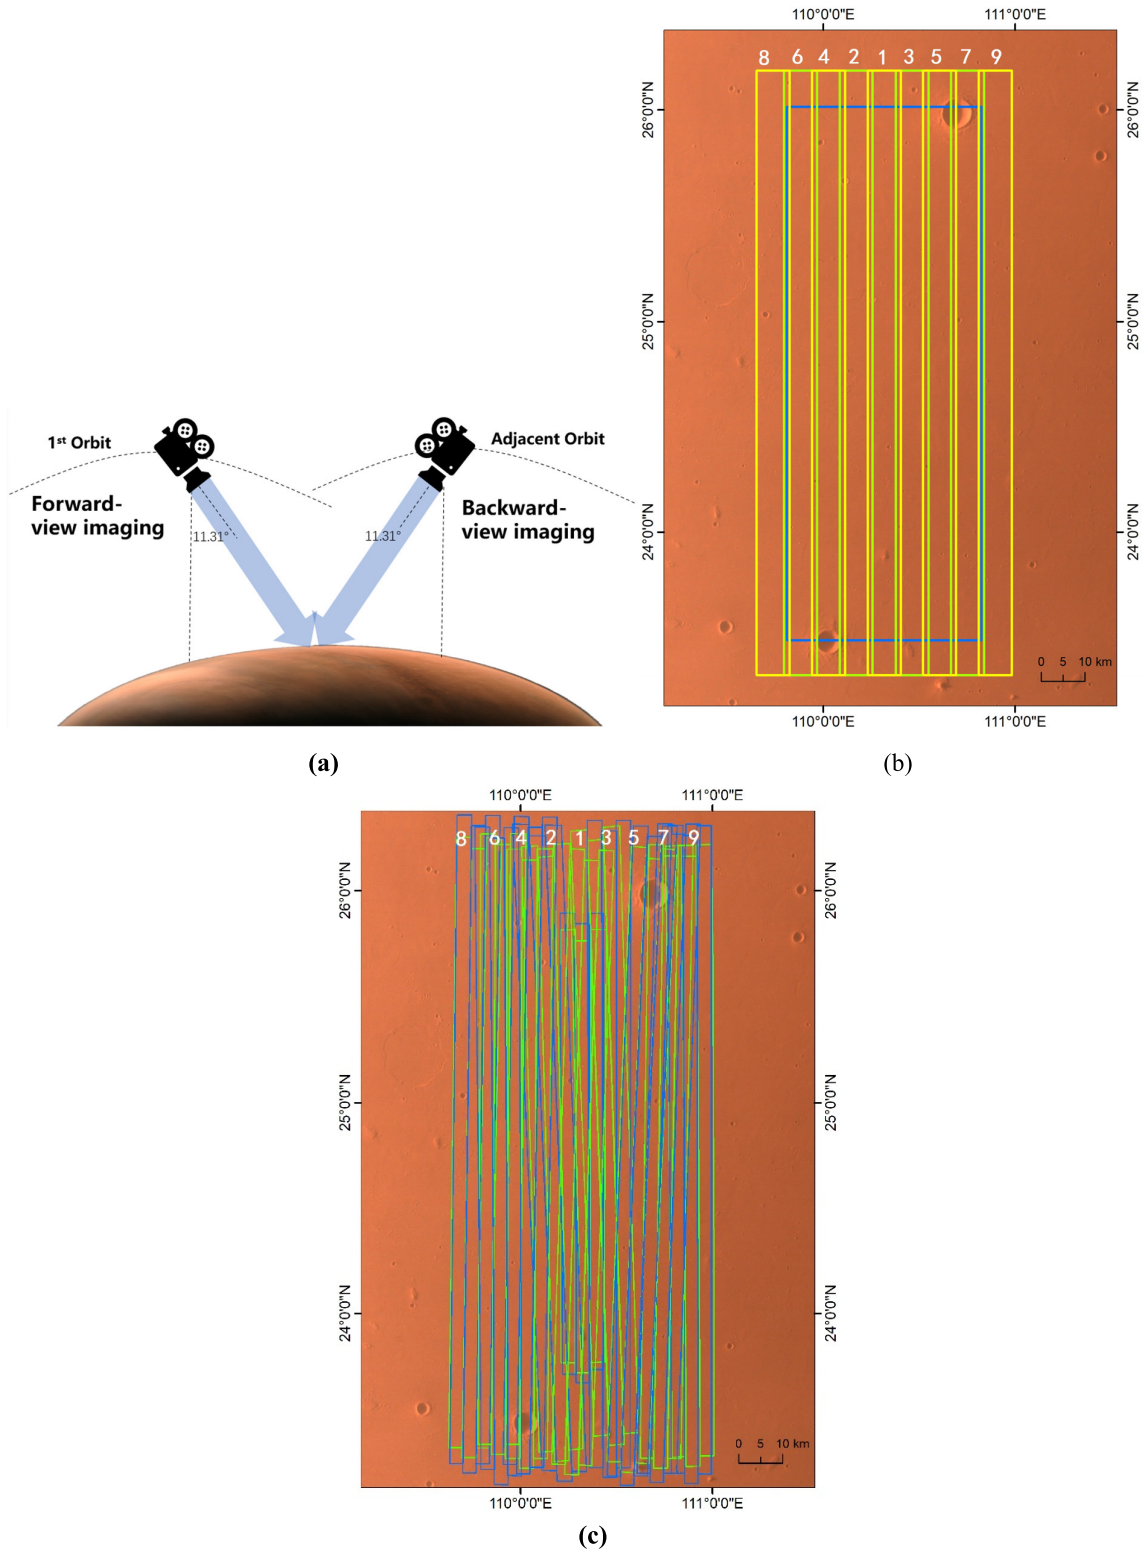 1st Orbit
Adjacent Orbit
Forward-
view imaging
Backward-
view imaging
11.31°
11.31°
(a)
110°0'0"E 111°0'0"E
8 6 4 2 1 3 5 7 9
26°0'0"N 26°0'0"N
25°0'0"N 25°0'0"N
24°0'0"N 24°0'0"N
0 5 10 km
110°0'0"E 111°0'0"E
(b)
110°0'0"E 111°0'0"E
8 6 4 2 1 3 5 7 9
26°0'0"N 26°0'0"N
25°0'0"N 25°0'0"N
24°0'0"N 24°0'0"N
0 5 10 km
110°0'0"E 111°0'0"E
(c)